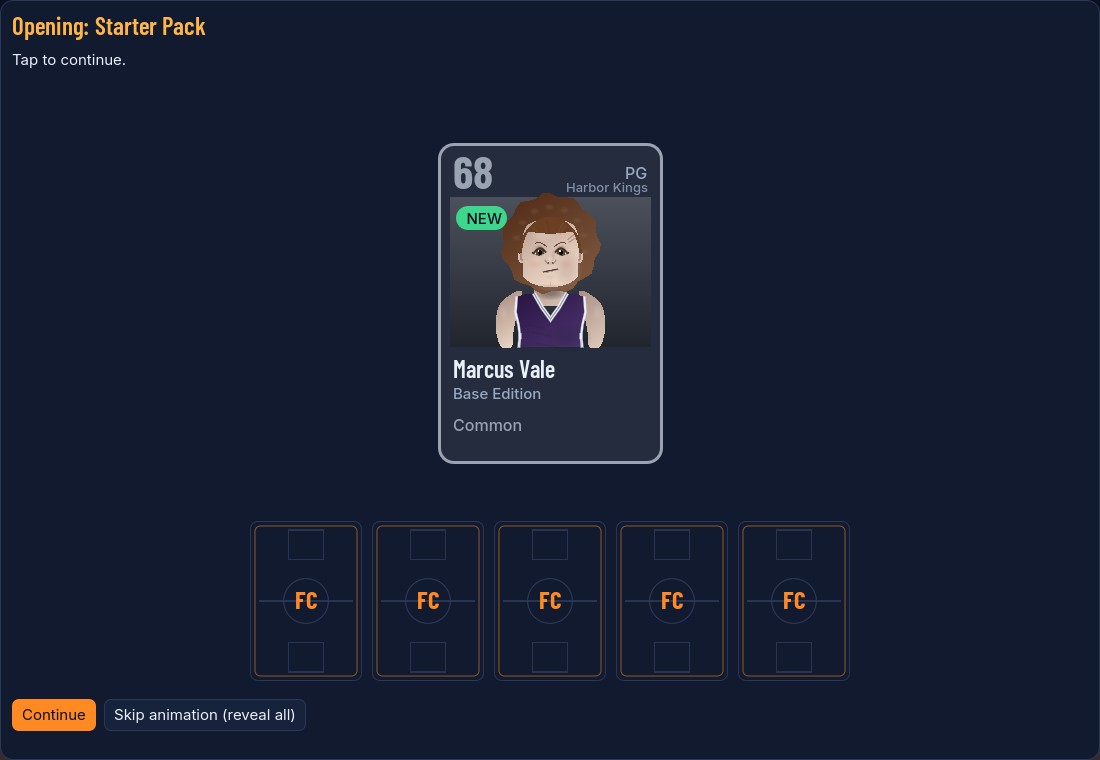 Opening: Starter Pack
Tap to continue.
68
PG
Harbor Kings
NEW
Marcus Vale
Base Edition
Common
FC FC FC FC FC
Continue Skip animation (reveal all)